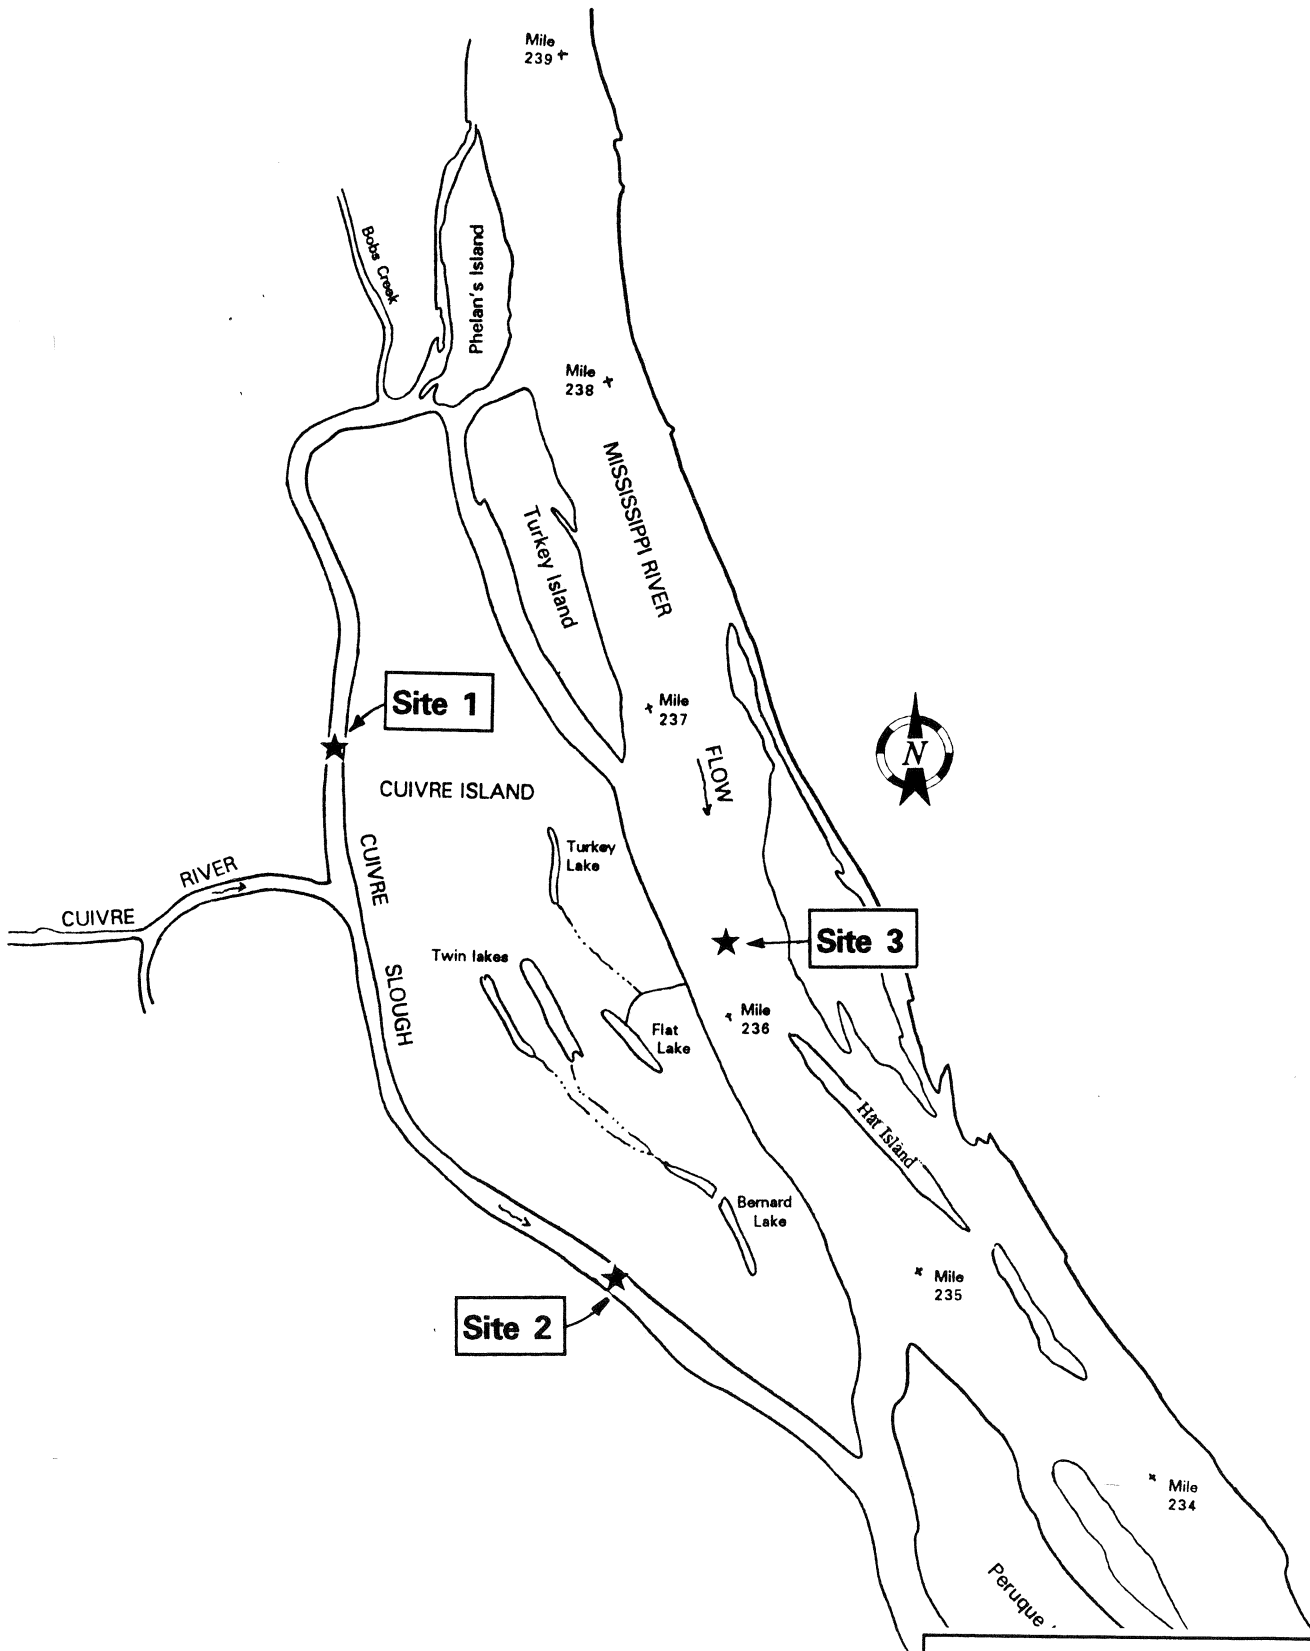 Mile
239
Bobs Creek
Phelan's Island
Mile
238
MISSISSIPPI RIVER
Turkey Island
Site 1
Mile
237
FLOW
N
CUIVRE ISLAND
Turkey
Lake
CUIVRE
RIVER
CUIVRE
SLOUGH
Site 3
Twin lakes
Mile
236
Flat
Lake
Hat Island
Bernard
Lake
Mile
235
Site 2
Mile
234
Peruque